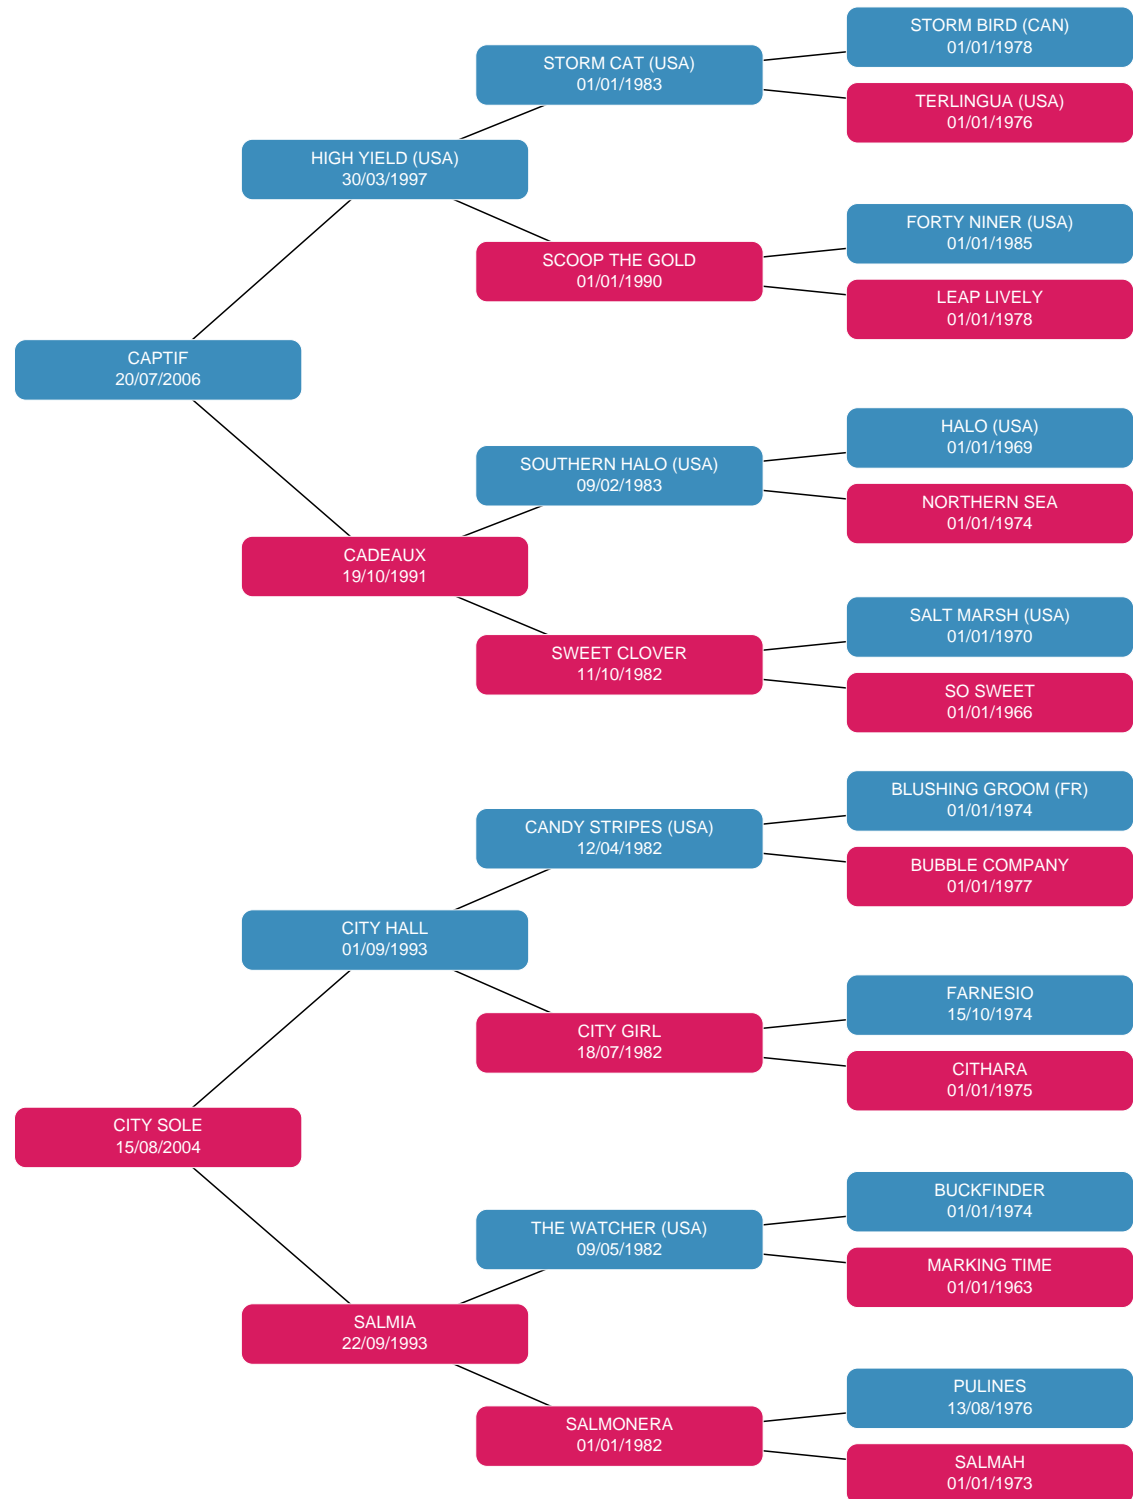 STORM BIRD (CAN)
01/01/1978
STORM CAT (USA)
01/01/1983
TERLINGUA (USA)
01/01/1976
HIGH YIELD (USA)
30/03/1997
FORTY NINER (USA)
01/01/1985
SCOOP THE GOLD
01/01/1990
LEAP LIVELY
01/01/1978
CAPTIF
20/07/2006
HALO (USA)
01/01/1969
SOUTHERN HALO (USA)
09/02/1983
NORTHERN SEA
01/01/1974
CADEAUX
19/10/1991
SALT MARSH (USA)
01/01/1970
SWEET CLOVER
11/10/1982
SO SWEET
01/01/1966
BLUSHING GROOM (FR)
01/01/1974
CANDY STRIPES (USA)
12/04/1982
BUBBLE COMPANY
01/01/1977
CITY HALL
01/09/1993
FARNESIO
15/10/1974
CITY GIRL
18/07/1982
CITHARA
01/01/1975
CITY SOLE
15/08/2004
BUCKFINDER
01/01/1974
THE WATCHER (USA)
09/05/1982
MARKING TIME
01/01/1963
SALMIA
22/09/1993
PULINES
13/08/1976
SALMONERA
01/01/1982
SALMAH
01/01/1973